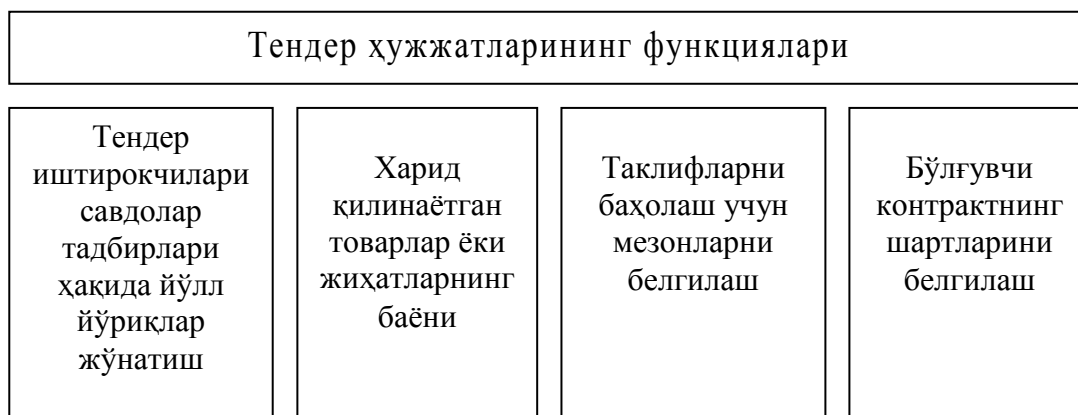 Тендер ҳужжатларининг функциялари
Тендер
иштирокчилари
савдолар
тадбирлари
ҳақида йўлл
йўриқлар
жўнатиш
Харид
қилинаётган
товарлар ёки
жиҳатларнинг
баёни
Таклифларни
баҳолаш учун
мезонларни
белгилаш
Бўлғувчи
контрактнинг
шартларини
белгилаш